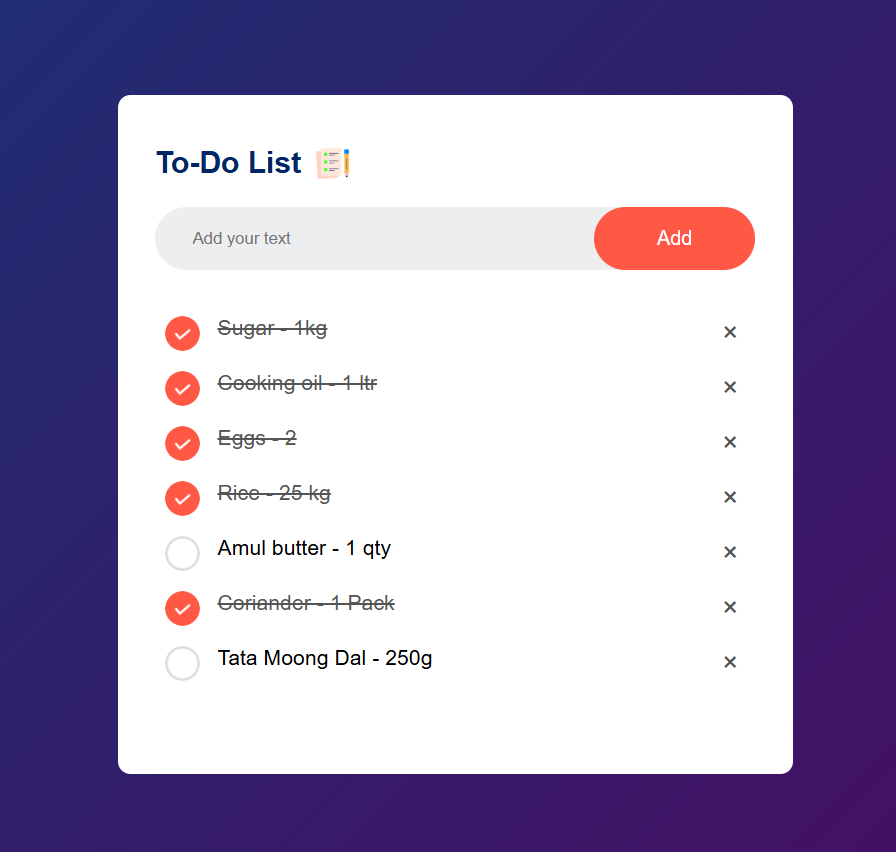 To-Do List
Add your text
Add
Sugar - 1kg
Cooking oil - 1 ltr
Eggs - 2
Rice - 25 kg
Amul butter - 1 qty
Coriander - 1 Pack
Tata Moong Dal - 250g